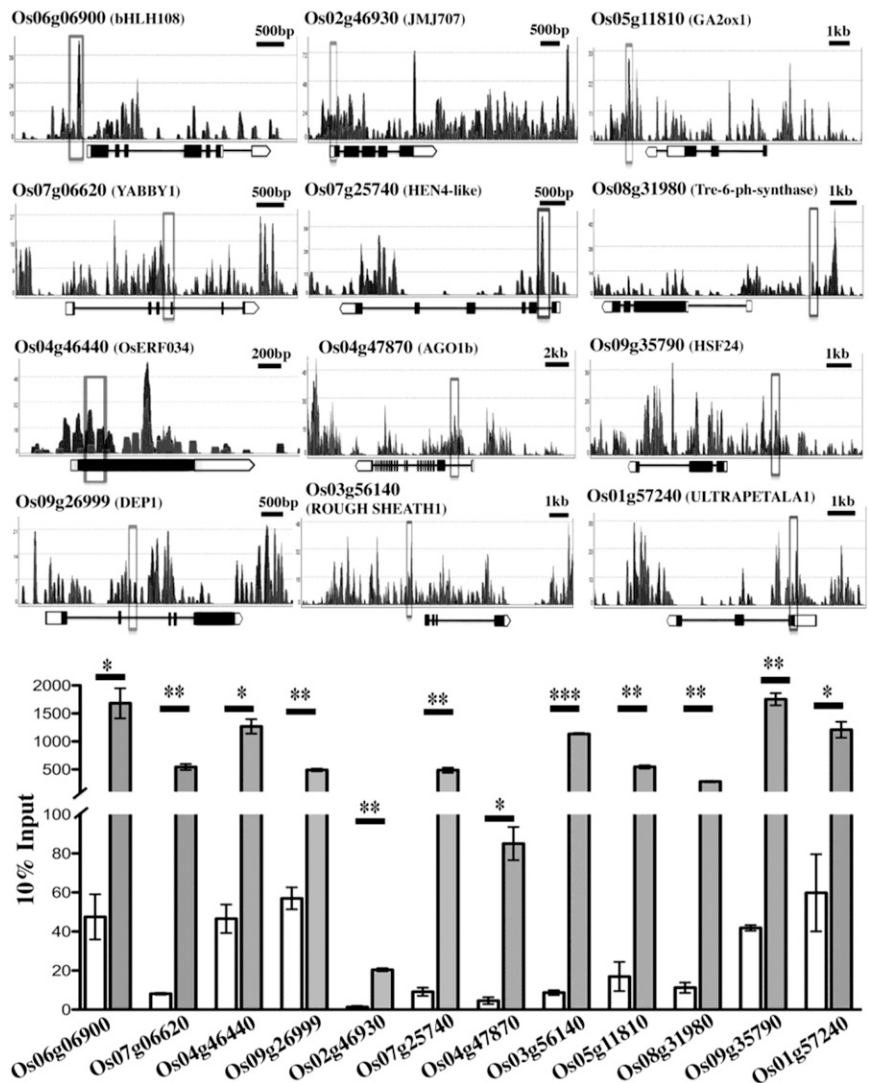 Os06g06900 (bHLH108)
500bp
Os02g46930 (JMJ707)
500bp
Os05g11810 (GA2ox1)
1kb
Os07g06620 (YABBY1)
500bp
Os07g25740 (HEN4-like)
500bp
Os08g31980 (Tre-6-ph-synthase)
1kb
Os04g46440 (OsERF034)
200bp
Os04g47870 (AGO1b)
2kb
Os09g35790 (HSF24)
1kb
Os09g26999 (DEP1)
500bp
Os03g56140
(ROUGH SHEATH1)
1kb
Os01g57240 (ULTRAPETALA1)
1kb
10% Input
2000
1500
1000
500
100
80
60
40
20
0
* ** * ** ** ** * *** ** ** ** *
Os06g06900
Os07g06620
Os04g46440
Os09g26999
Os02g46930
Os07g25740
Os04g47870
Os03g56140
Os05g11810
Os08g31980
Os09g35790
Os01g57240